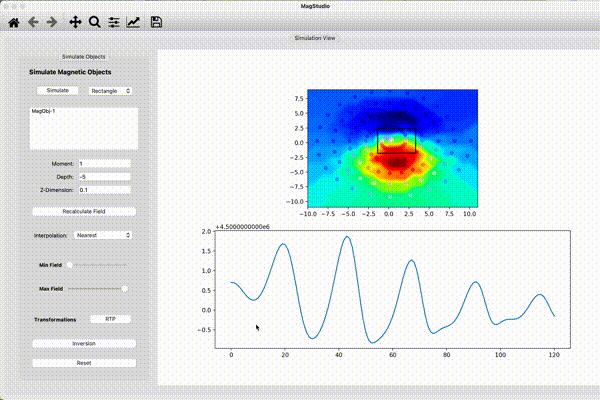 MagStudio
Simulation View
Simulate Objects
Simulate Magnetic Objects
Simulate
Rectangle
MagObj-1
Moment: 1
Depth: -5
Z-Dimension: 0.1
Recalculate Field
Interpolation: Nearest
Min Field
Max Field
Transformations RTP
Inversion
Reset
7.5
5.0
2.5
0.0
−2.5
−5.0
−7.5
−10.0
−10.0 −7.5 −5.0 −2.5 0.0 2.5 5.0 7.5 10.0
+4.5000000000e6
2.0
1.5
1.0
0.5
0.0
−0.5
0 20 40 60 80 100 120